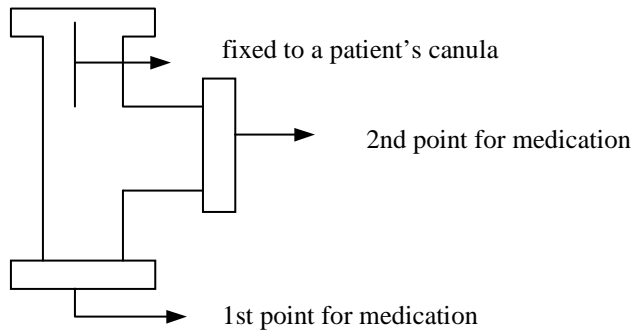 fixed to a patient’s canula
2nd point for medication
1st point for medication